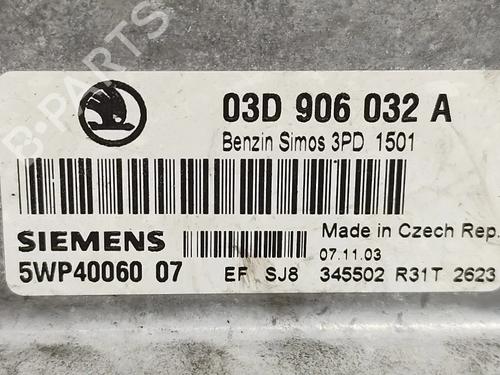 B-PARTS
03D 906 032 A
Benzin Simos 3PD 1501
SIEMENS
Made in Czech Rep.
07.11.03
5WP40060 07
EF SJ8 345502 R31T 2623